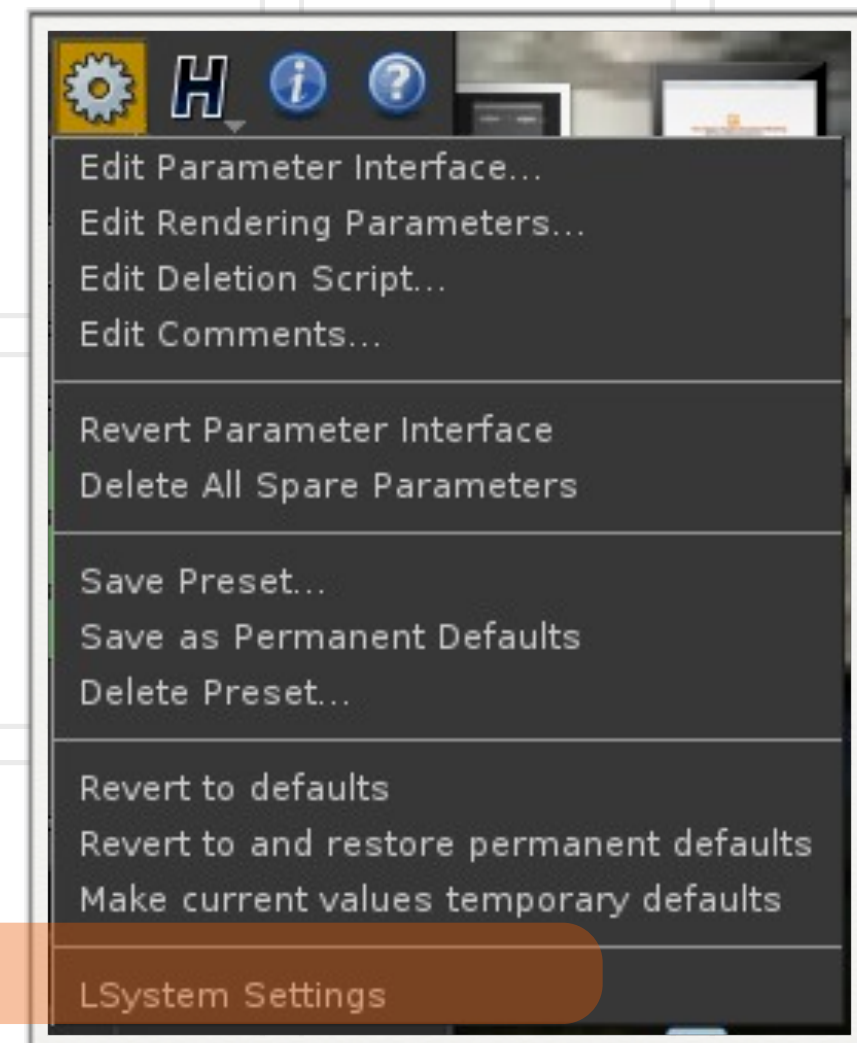 H
Edit Parameter Interface...
Edit Rendering Parameters...
Edit Deletion Script...
Edit Comments...
Revert Parameter Interface
Delete All Spare Parameters
Save Preset...
Save as Permanent Defaults
Delete Preset...
Revert to defaults
Revert to and restore permanent defaults
Make current values temporary defaults
LSystem Settings